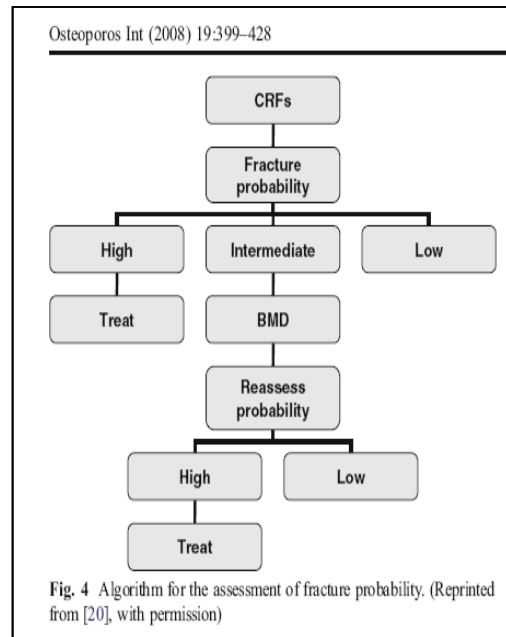 Osteoporos Int (2008) 19:399–428
CRFs
Fracture
probability
High
Intermediate
Low
Treat
BMD
Reassess
probability
High
Low
Treat
Fig. 4 Algorithm for the assessment of fracture probability. (Reprinted
from [20], with permission)